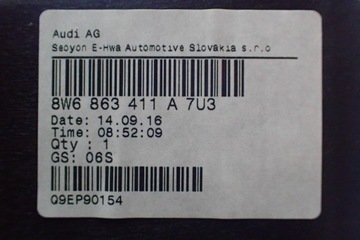 Audi AG
Seoyon E-Hwa Automotive Slovakia s.r.o
8W6 863 411 A 7U3
Date: 14.09.16
Time: 08:52:09
Qty : 1
GS: 06S
Q9EP90154